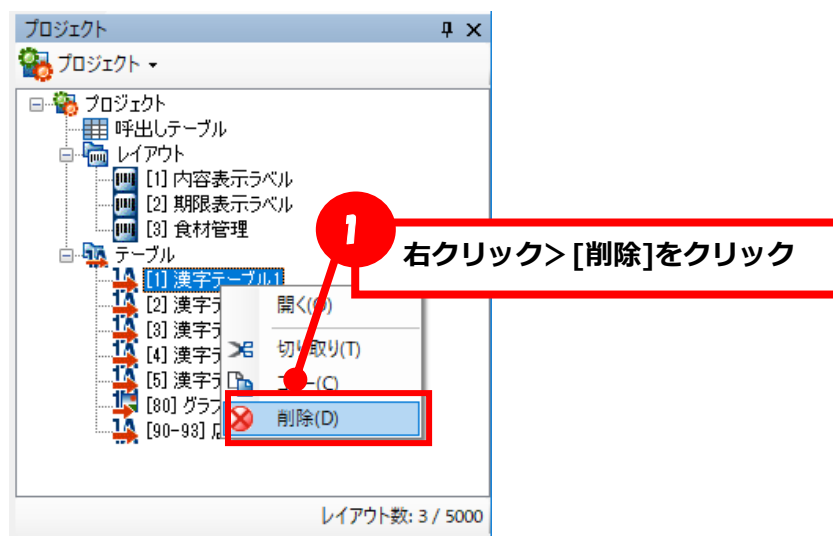 プロジェクト
プロジェクト
プロジェクト
呼出しテーブル
レイアウト
[1] 内容表示ラベル
[2] 期限表示ラベル
[3] 食材管理
テーブル
[1] 漢字テーブル1
[2] 漢字
[3] 漢字
[4] 漢字
[5] 漢字
[80] グラフ
[90-93]
開く(O)
切り取り(T)
コピー(C)
削除(D)
1
右クリック>[削除]をクリック
レイアウト数: 3 / 5000